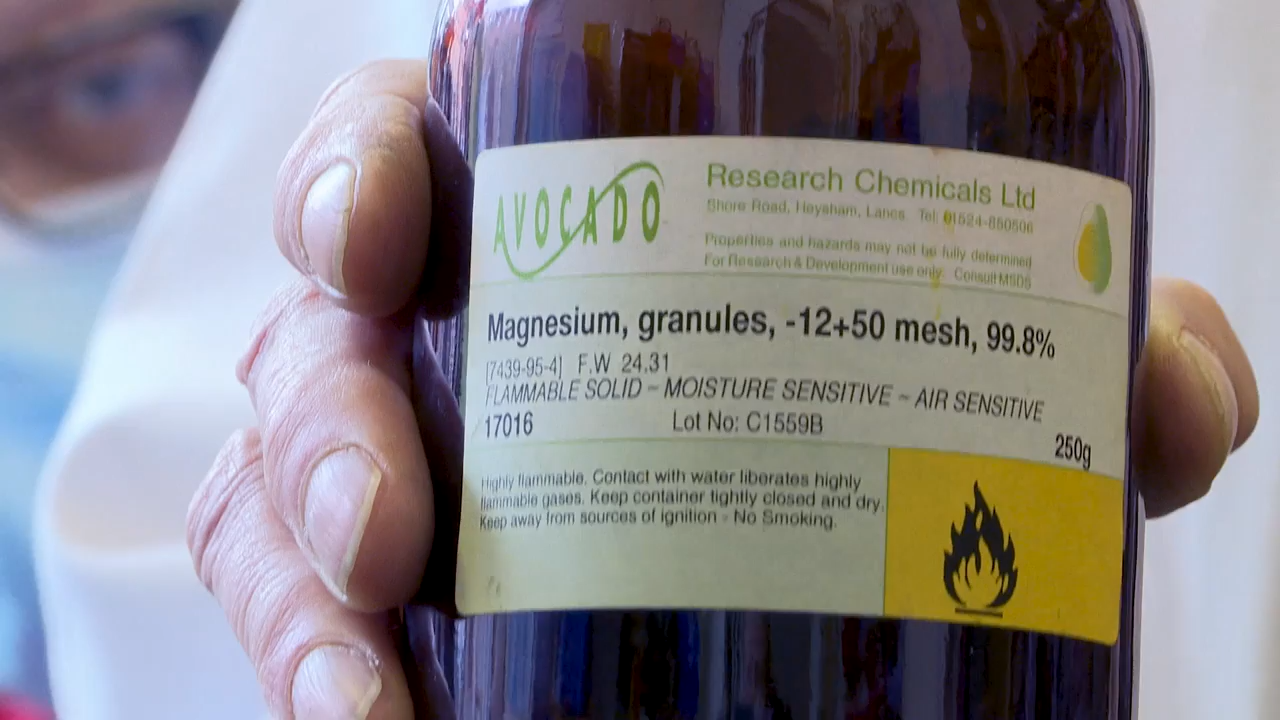 AVOCADO
Research Chemicals Ltd
Shore Road, Heysham, Lancs. Tel: 01524-850506
Properties and hazards may not be fully determined
For Research & Development use only. Consult MSDS
Magnesium, granules, -12+50 mesh, 99.8%
[7439-95-4] F.W 24.31
FLAMMABLE SOLID ~ MOISTURE SENSITIVE ~ AIR SENSITIVE
17016 Lot No: C1559B
250g
Highly flammable. Contact with water liberates highly
flammable gases. Keep container tightly closed and dry.
Keep away from sources of ignition - No Smoking.